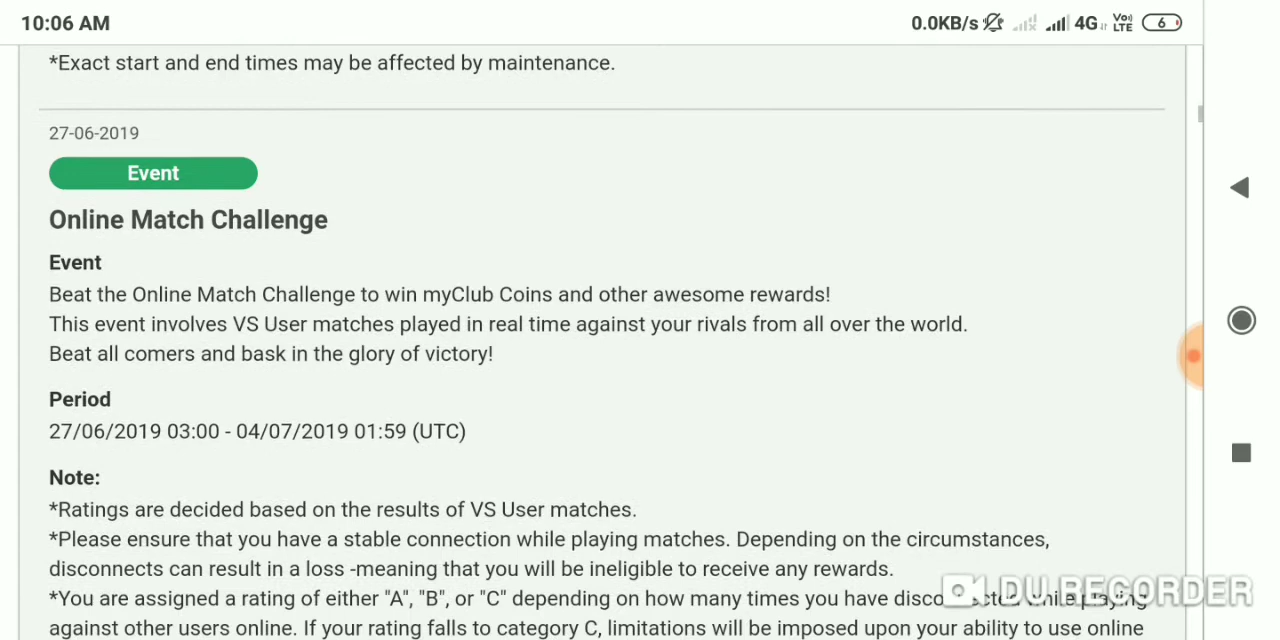 10:06 AM
0.0KB/s 4G VoLTE 6
*Exact start and end times may be affected by maintenance.
27-06-2019
Event
Online Match Challenge
Event
Beat the Online Match Challenge to win myClub Coins and other awesome rewards!
This event involves VS User matches played in real time against your rivals from all over the world.
Beat all comers and bask in the glory of victory!
Period
27/06/2019 03:00 - 04/07/2019 01:59 (UTC)
Note:
*Ratings are decided based on the results of VS User matches.
*Please ensure that you have a stable connection while playing matches. Depending on the circumstances,
disconnects can result in a loss -meaning that you will be ineligible to receive any rewards.
*You are assigned a rating of either "A", "B", or "C" depending on how many times you have disconnected while playing
DU RECORDER
against other users online. If your rating falls to category C, limitations will be imposed upon your ability to use online